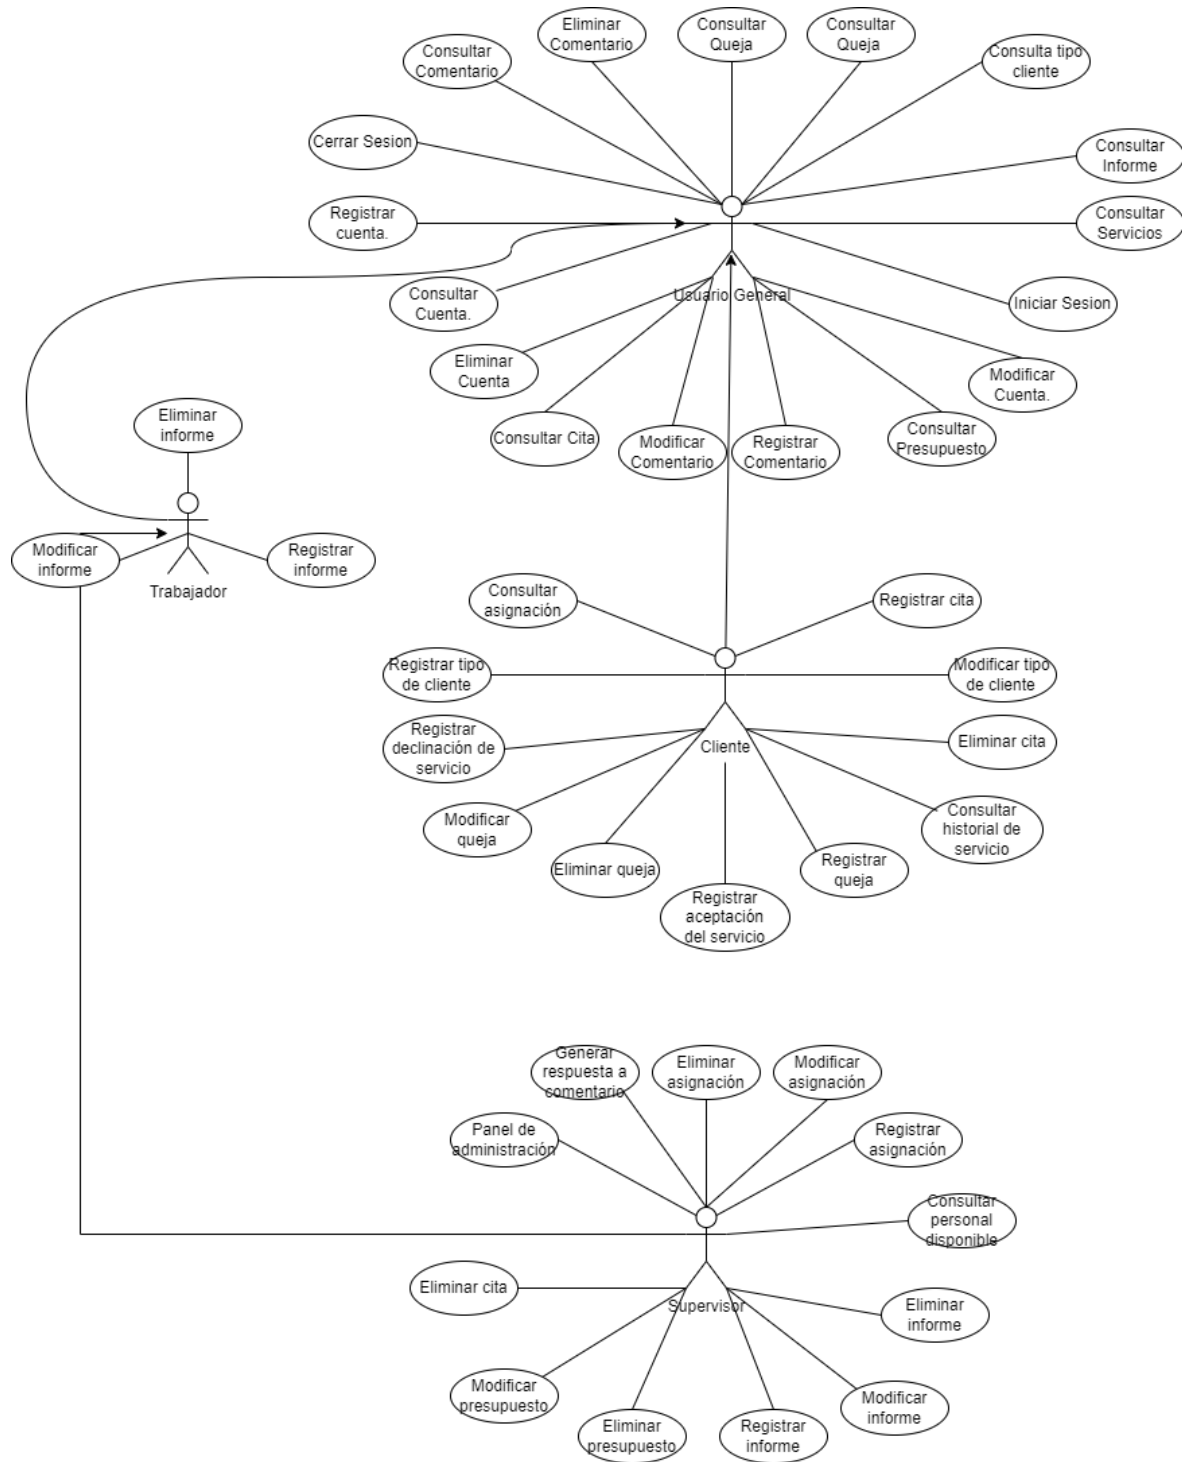 Eliminar
Comentario
Consultar
Queja
Consultar
Queja
Consultar
Comentario
Consulta tipo
cliente
Cerrar Sesion
Consultar
Informe
Registrar
cuenta.
Consultar
Servicios
Consultar
Cuenta.
Usuario General
Iniciar Sesion
Eliminar
Cuenta
Modificar
Cuenta.
Consultar Cita
Modificar
Comentario
Registrar
Comentario
Consultar
Presupuesto
Eliminar
informe
Modificar
informe
Registrar
informe
Trabajador
Consultar
asignación
Registrar cita
Registrar tipo
de cliente
Modificar tipo
de cliente
Registrar
declinación de
servicio
Cliente
Eliminar cita
Modificar
queja
Consultar
historial de
servicio
Eliminar queja
Registrar
queja
Registrar
aceptación
del servicio
Generar
respuesta a
comentario
Eliminar
asignación
Modificar
asignación
Panel de
administración
Registrar
asignación
Consultar
personal
disponible
Eliminar cita
Supervisor
Eliminar
informe
Modificar
presupuesto
Modificar
informe
Eliminar
presupuesto
Registrar
informe